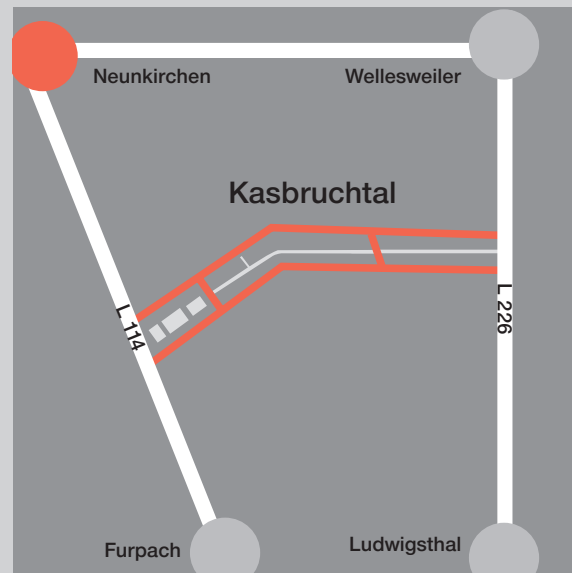 Neunkirchen
Wellesweiler
Kasbruchtal
L 114
L 226
Furpach
Ludwigsthal